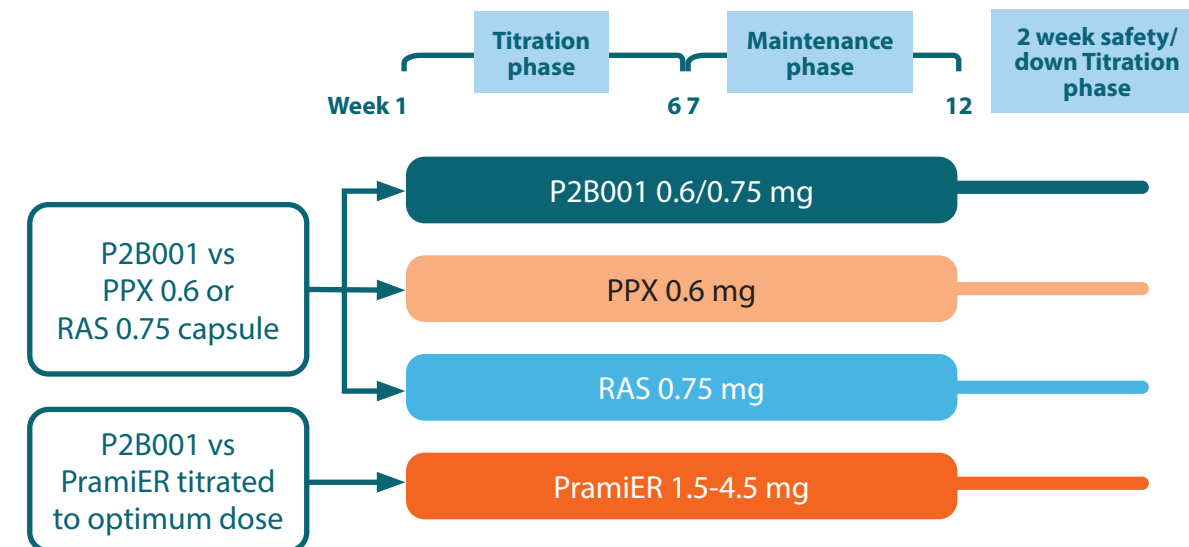 Titration
phase
Maintenance
phase
2 week safety/
down Titration
phase
Week 1
6 7
12
P2B001 vs
PPX 0.6 or
RAS 0.75 capsule
P2B001 0.6/0.75 mg
PPX 0.6 mg
RAS 0.75 mg
P2B001 vs
PramiER titrated
to optimum dose
PramiER 1.5-4.5 mg